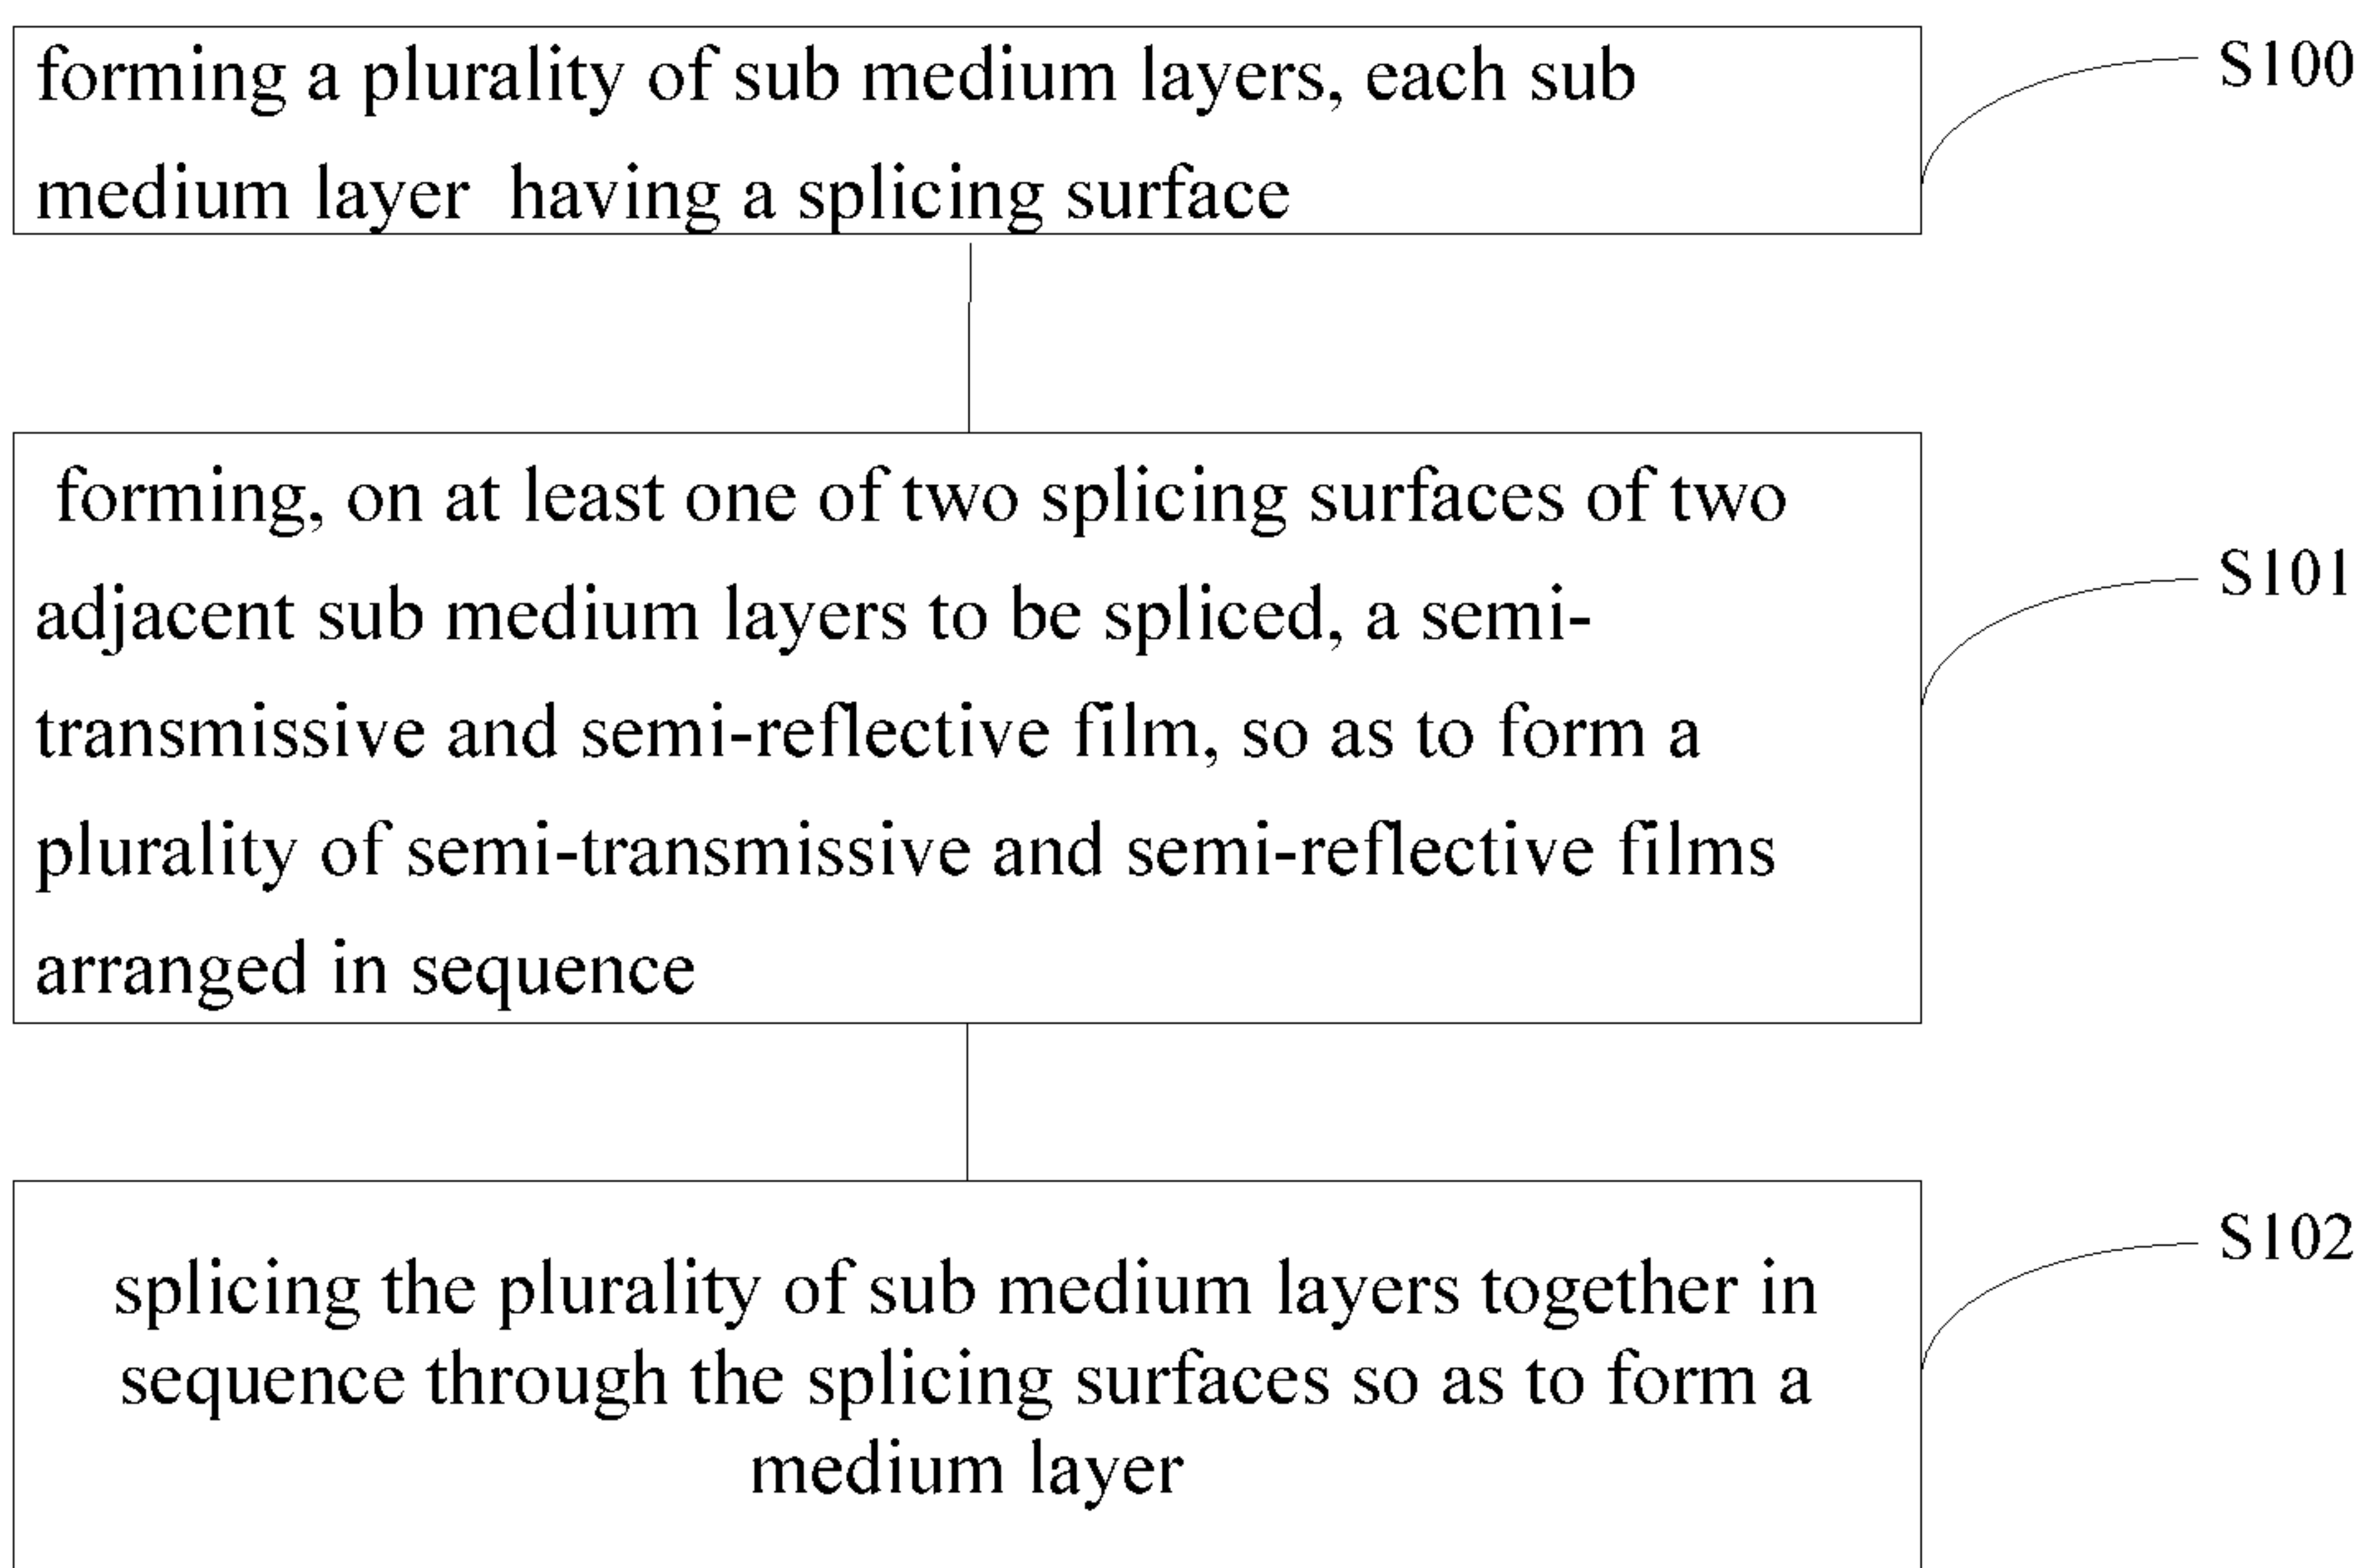 forming a plurality of sub medium layers, each sub
medium layer having a splicing surface
S100
forming, on at least one of two splicing surfaces of two
adjacent sub medium layers to be spliced, a semi-
transmissive and semi-reflective film, so as to form a
plurality of semi-transmissive and semi-reflective films
arranged in sequence
S101
splicing the plurality of sub medium layers together in
sequence through the splicing surfaces so as to form a
medium layer
S102